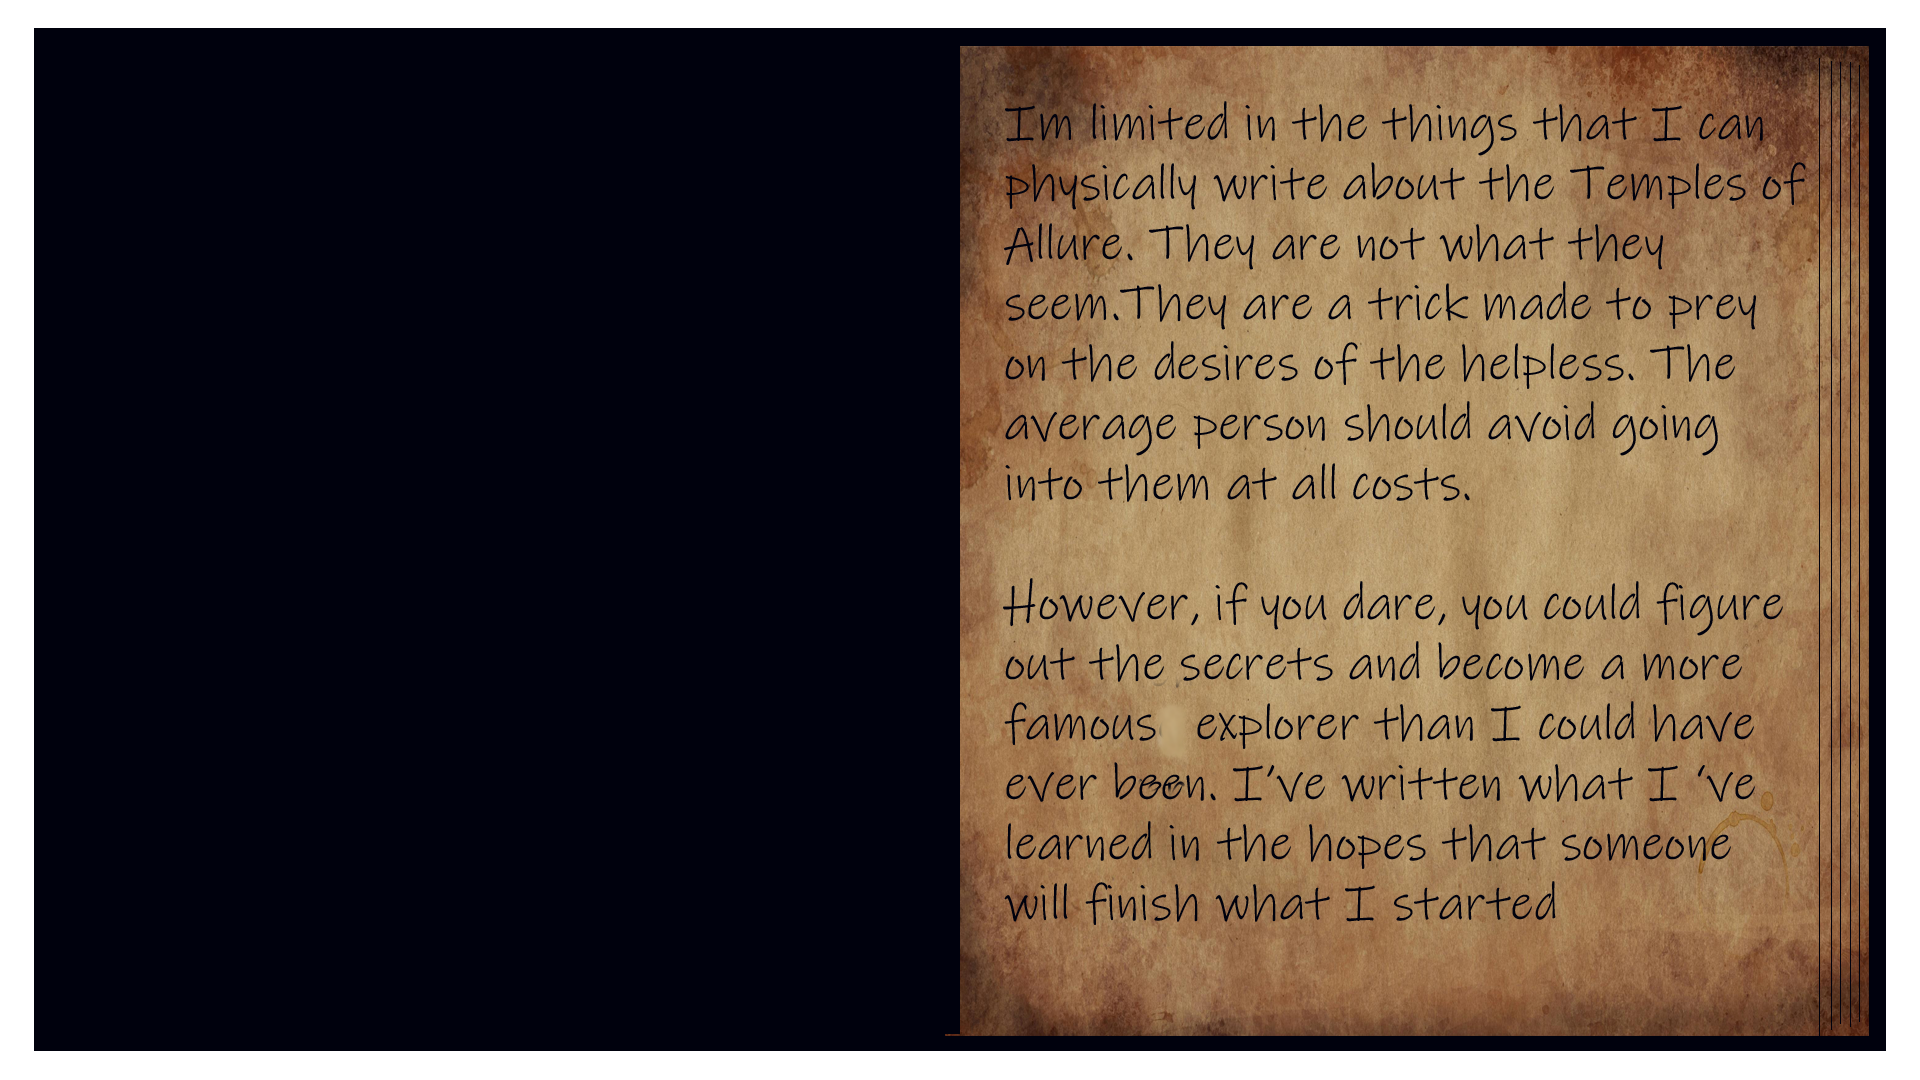 Im limited in the things that I can
physically write about the Temples of
Allure. They are not what they
seem.They are a trick made to prey
on the desires of the helpless. The
average person should avoid going
into them at all costs.
However, if you dare, you could figure
out the secrets and become a more
famous explorer than I could have
ever been. I've written what I 've
learned in the hopes that someone
will finish what I started